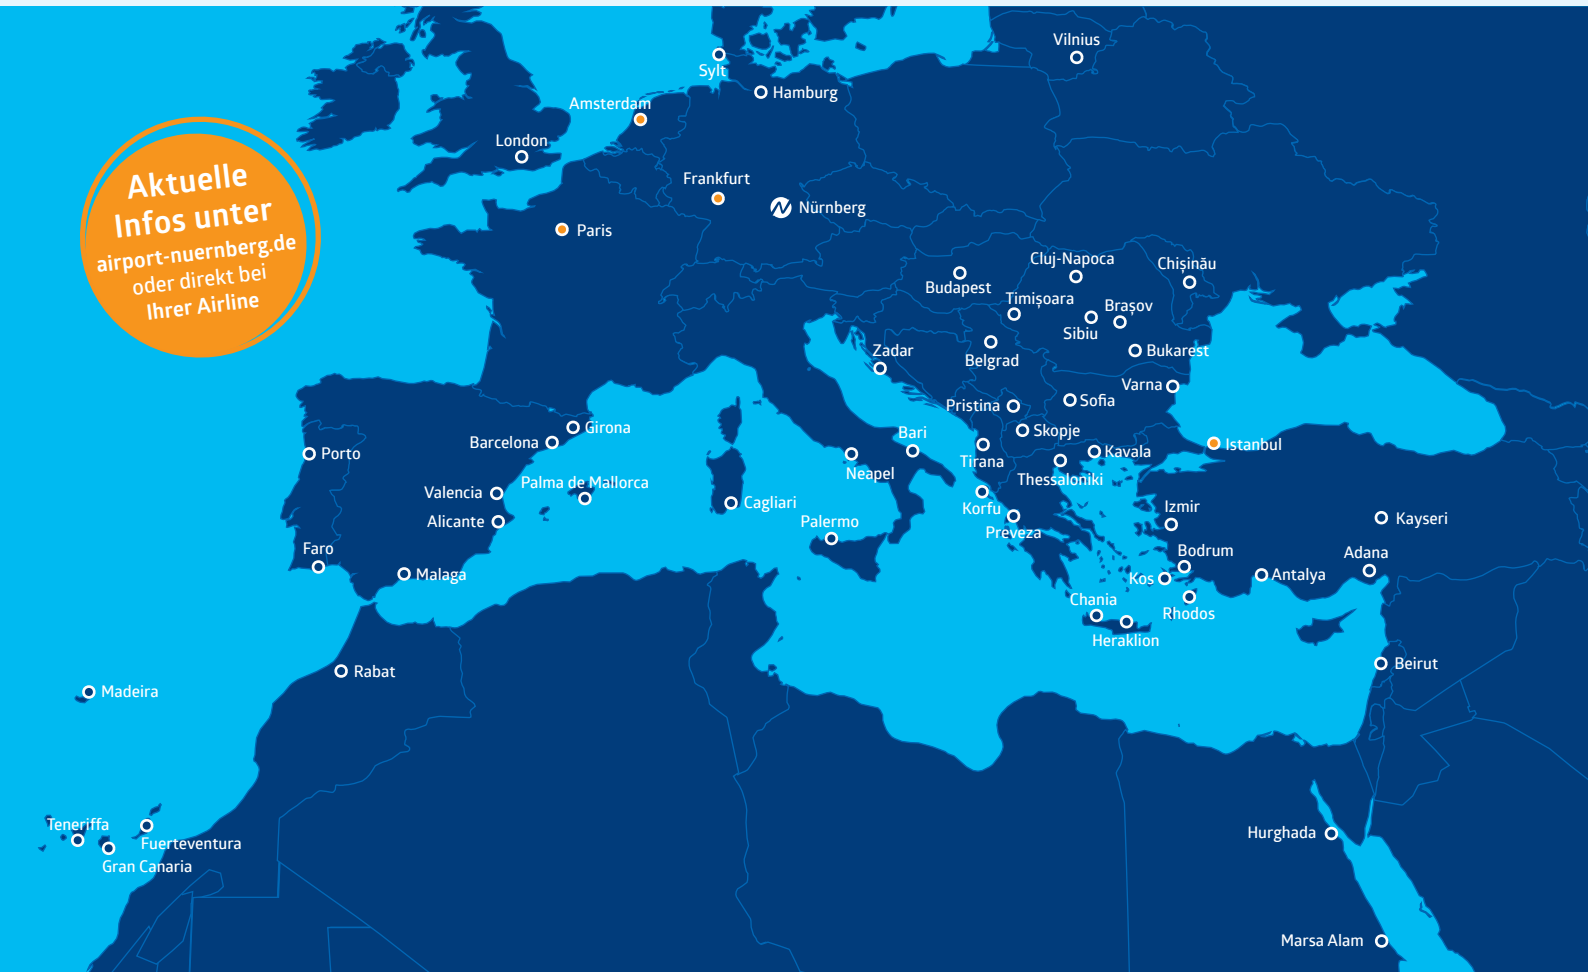 Vilnius
Sylt
Hamburg
Amsterdam
London
Frankfurt
Nürnberg
Paris
Aktuelle
Infos unter
airport-nuernberg.de
oder direkt bei
Ihrer Airline
Cluj-Napoca
Chișinău
Budapest
Timișoara
Brașov
Sibiu
Belgrad
Bukarest
Zadar
Varna
Sofia
Pristina
Girona
Barcelona
Bari
Skopje
Istanbul
Porto
Tirana
Kavala
Neapel
Thessaloniki
Palma de Mallorca
Valencia
Cagliari
Korfu
Izmir
Alicante
Palermo
Preveza
Kayseri
Faro
Bodrum
Adana
Malaga
Kos
Antalya
Chania
Rhodos
Heraklion
Rabat
Beirut
Madeira
Teneriffa
Fuerteventura
Gran Canaria
Hurghada
Marsa Alam